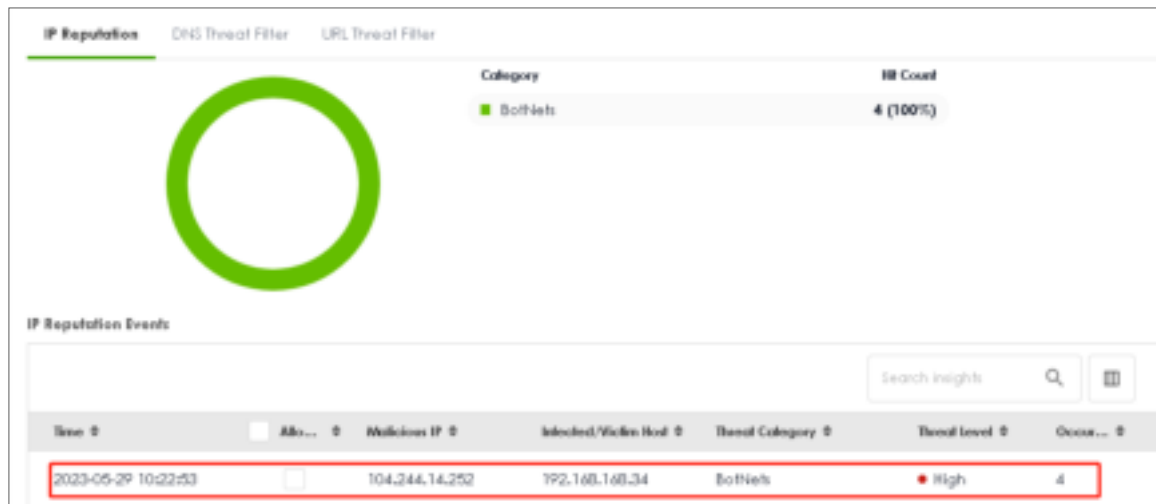 IP Reputation DNS Threat Filter URL Threat Filter
Category Hit Count
BotNets 4 (100%)
IP Reputation Events
Search insights
Time Allo... Malicious IP Infected/Victim Host Threat Category Threat Level Occur...
2023-05-29 10:22:53 104.244.14.252 192.168.168.34 BotNets High 4